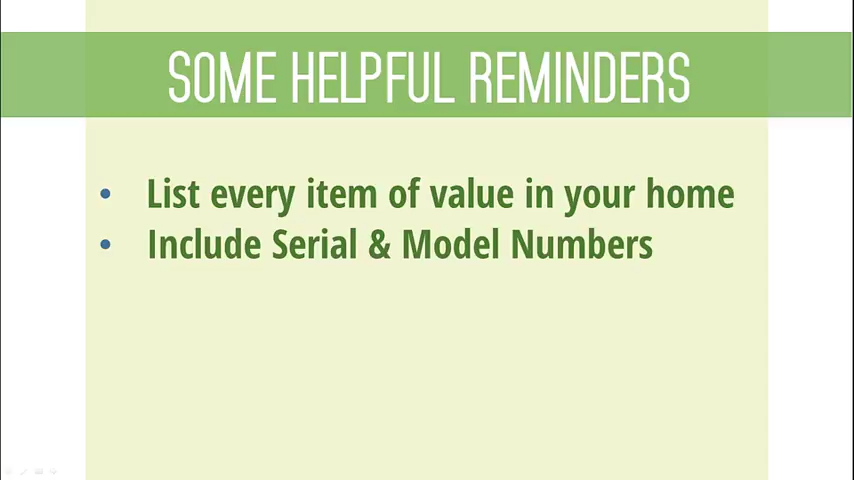 SOME HELPFUL REMINDERS
• List every item of value in your home
• Include Serial & Model Numbers